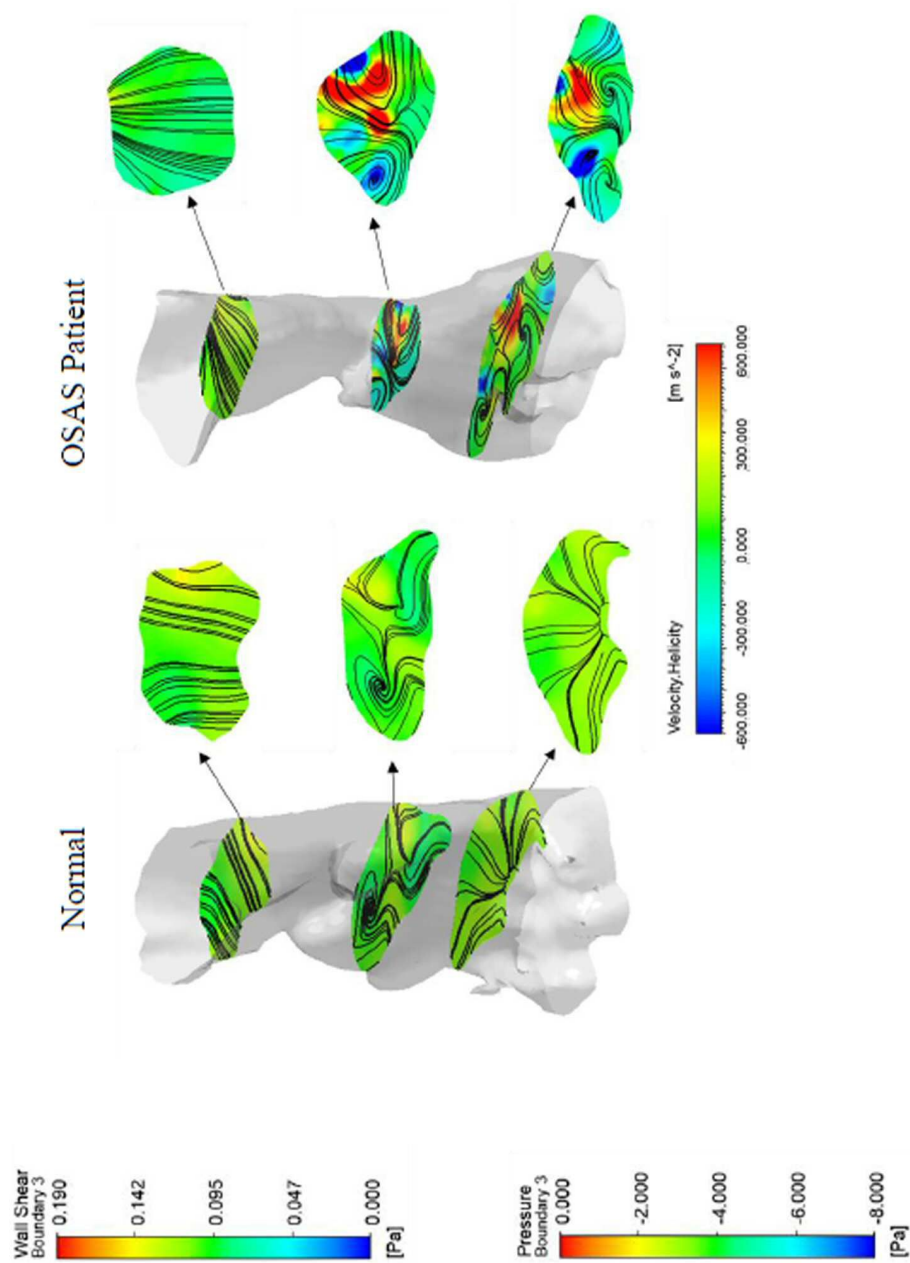 OSAS Patient
Normal
Velocity.Helicity
[m s^-2]
-600.000
-300.000
0.000
300.000
600.000
Wall Shear
Boundary 3
0.190
0.142
0.095
0.047
0.000
[Pa]
Pressure
Boundary 3
0.000
-2.000
-4.000
-6.000
-8.000
[Pa]